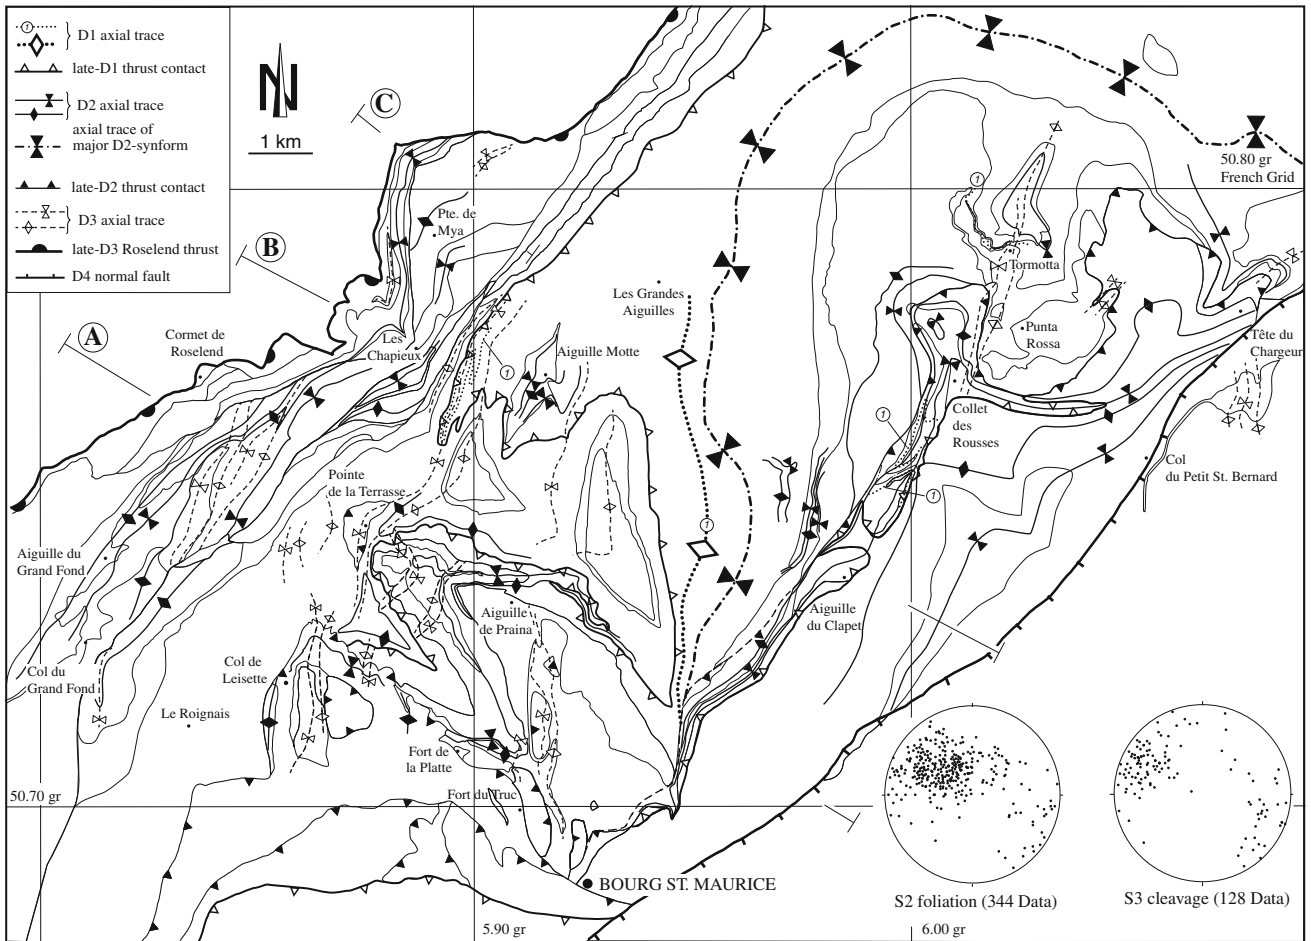 1
D1 axial trace
late-D1 thrust contact
D2 axial trace
axial trace of
major D2-synform
late-D2 thrust contact
D3 axial trace
late-D3 Roselend thrust
D4 normal fault
N
1 km
C
B
A
50.80 gr
French Grid
Pte. de
Mya
1
Tormotta
Les Grandes
Aiguilles
Cormet de
Roselend
Les
Chapieux
1
Aiguille Motte
Punta
Rossa
Tête du
Chargeur
1
Collet
des
Rousses
Col
du Petit St. Bernard
Pointe
de la Terrasse
1
1
Aiguille du
Grand Fond
Aiguille
de Praina
Aiguille
du Clapet
Col du
Grand Fond
Col de
Leisette
Le Roignais
Fort de
la Platte
Fort du Truc
50.70 gr
BOURG ST. MAURICE
S2 foliation (344 Data)
S3 cleavage (128 Data)
5.90 gr
6.00 gr